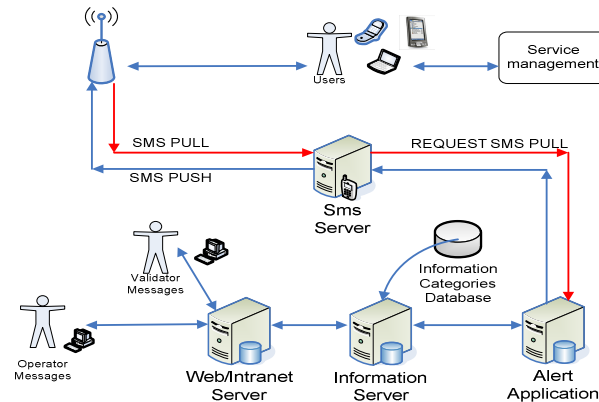 Service
management
Users
SMS PULL
REQUEST SMS PULL
SMS PUSH
Sms
Server
Validator
Messages
Information
Categories
Database
Operator
Messages
Web/Intranet
Server
Information
Server
Alert
Application